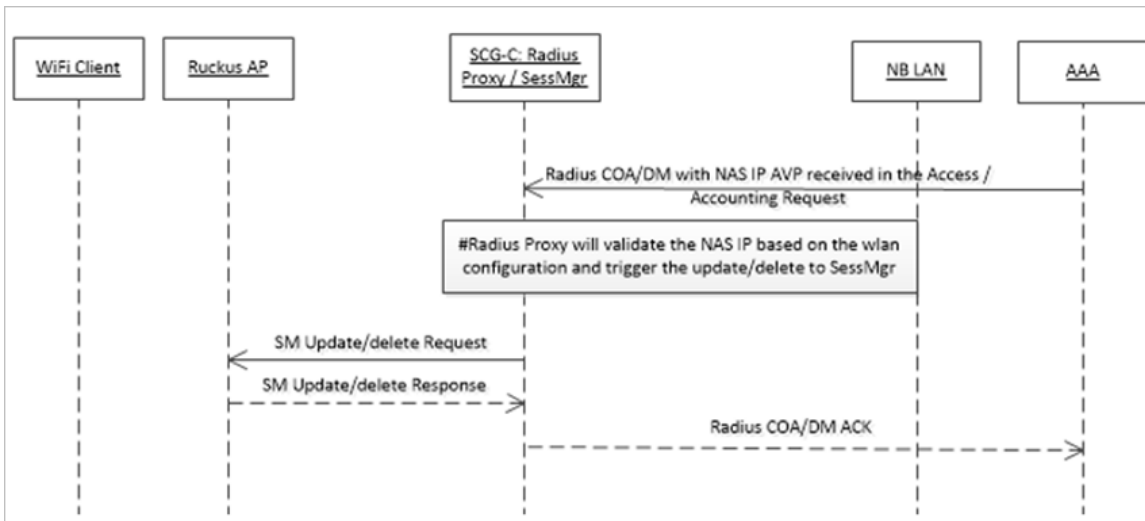 WiFi Client
Ruckus AP
SCG-C: Radius
Proxy / SessMgr
NB LAN
AAA
Radius COA/DM with NAS IP AVP received in the Access /
Accounting Request
#Radius Proxy will validate the NAS IP based on the wlan
configuration and trigger the update/delete to SessMgr
SM Update/delete Request
SM Update/delete Response
Radius COA/DM ACK